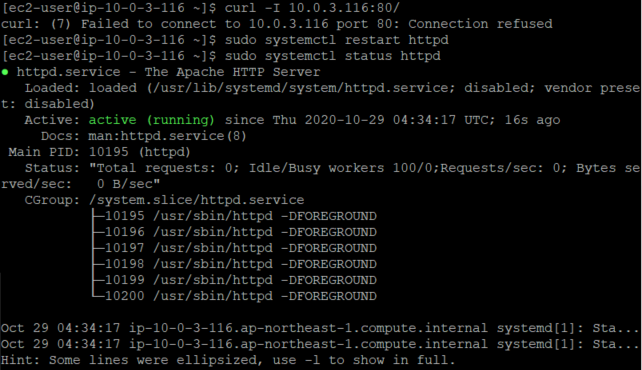 [ec2-user@ip-10-0-3-116 ~]$ curl -I 10.0.3.116:80/
curl: (7) Failed to connect to 10.0.3.116 port 80: Connection refused
[ec2-user@ip-10-0-3-116 ~]$ sudo systemctl restart httpd
[ec2-user@ip-10-0-3-116 ~]$ sudo systemctl status httpd
● httpd.service - The Apache HTTP Server
   Loaded: loaded (/usr/lib/systemd/system/httpd.service; disabled; vendor prese
t: disabled)
   Active: active (running) since Thu 2020-10-29 04:34:17 UTC; 16s ago
     Docs: man:httpd.service(8)
 Main PID: 10195 (httpd)
   Status: "Total requests: 0; Idle/Busy workers 100/0;Requests/sec: 0; Bytes se
rved/sec:   0 B/sec"
   CGroup: /system.slice/httpd.service
           ├─10195 /usr/sbin/httpd -DFOREGROUND
           ├─10196 /usr/sbin/httpd -DFOREGROUND
           ├─10197 /usr/sbin/httpd -DFOREGROUND
           ├─10198 /usr/sbin/httpd -DFOREGROUND
           ├─10199 /usr/sbin/httpd -DFOREGROUND
           └─10200 /usr/sbin/httpd -DFOREGROUND

Oct 29 04:34:17 ip-10-0-3-116.ap-northeast-1.compute.internal systemd[1]: Sta...
Oct 29 04:34:17 ip-10-0-3-116.ap-northeast-1.compute.internal systemd[1]: Sta...
Hint: Some lines were ellipsized, use -l to show in full.